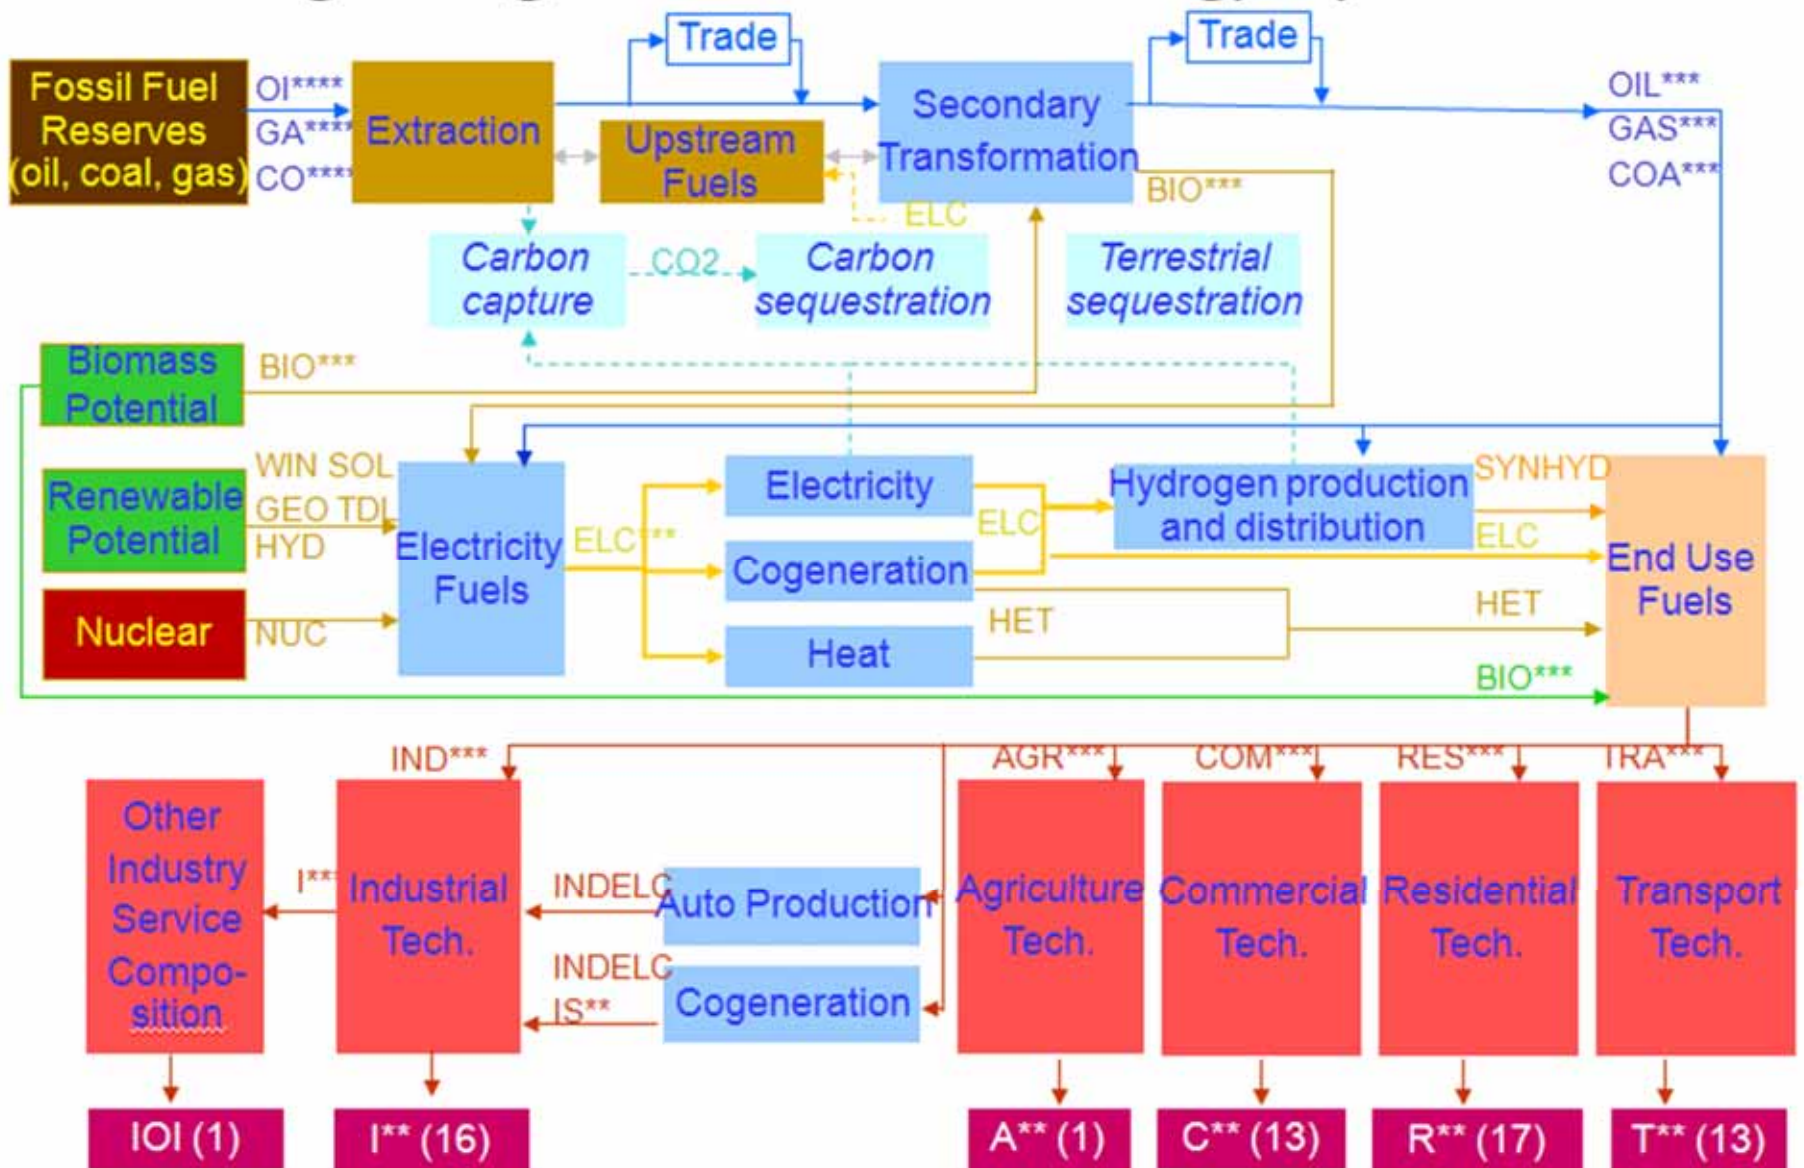 Trade
Trade
Fossil Fuel
Reserves
(oil, coal, gas)
OI****
GA****
CO****
Extraction
Upstream
Fuels
Secondary
Transformation
OIL***
GAS***
COA***
BIO***
ELC
Carbon
capture
CO2
Carbon
sequestration
Terrestrial
sequestration
Biomass
Potential
BIO***
Renewable
Potential
WIN SOL
GEO TDL
HYD
Nuclear
NUC
Electricity
Fuels
ELC***
Electricity
Cogeneration
Heat
ELC
HET
Hydrogen production
and distribution
SYNHYD
ELC
HET
BIO***
End Use
Fuels
IND***
AGR***
COM***
RES***
TRA***
Other
Industry
Service
Compo-
sition
I***
Industrial
Tech.
INDELC
Auto Production
INDELC
IS**
Cogeneration
Agriculture
Tech.
Commercial
Tech.
Residential
Tech.
Transport
Tech.
IOI (1)
I** (16)
A** (1)
C** (13)
R** (17)
T** (13)